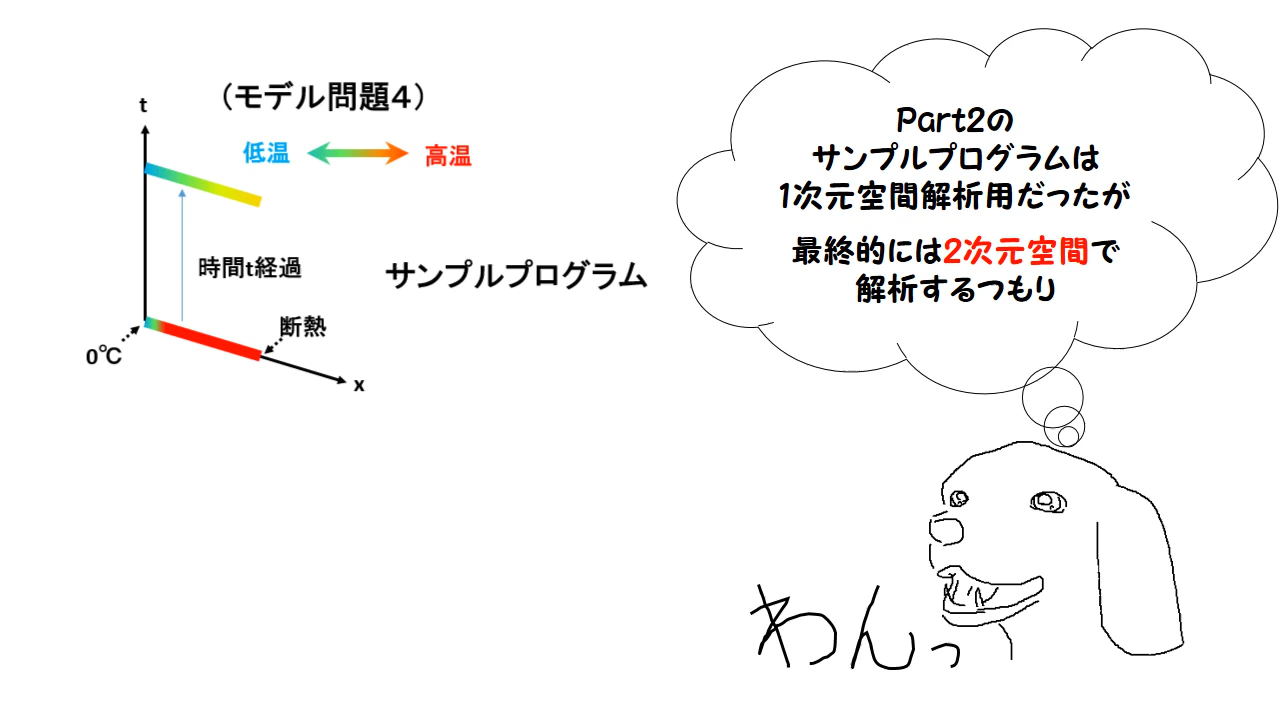 (モデル問題4)
t
低温
高温
時間t経過
サンプルプログラム
断熱
0℃
x
Part2の
サンプルプログラムは
1次元空間解析用だったが
最終的には2次元空間で
解析するつもり
わんっ